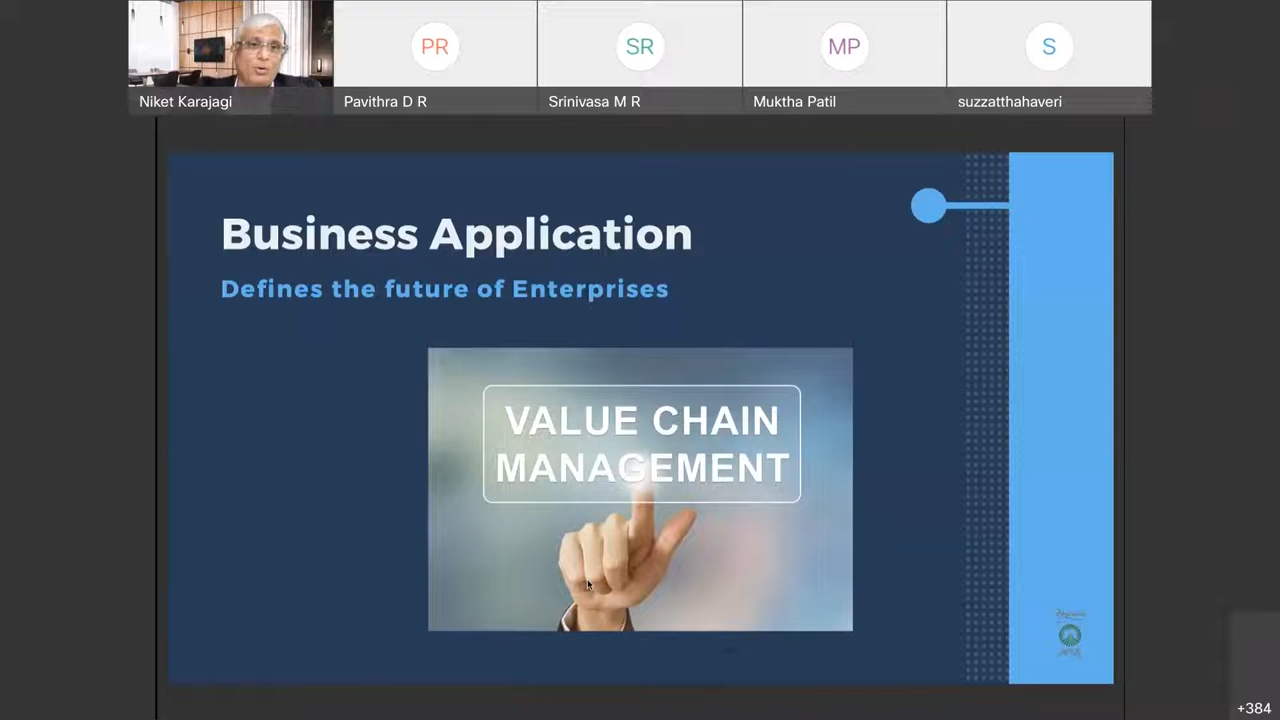 PR
SR
MP
S
Niket Karajagi
Pavithra D R
Srinivasa M R
Muktha Patil
suzzatthahaveri
Business Application
Defines the future of Enterprises
VALUE CHAIN
MANAGEMENT
+384